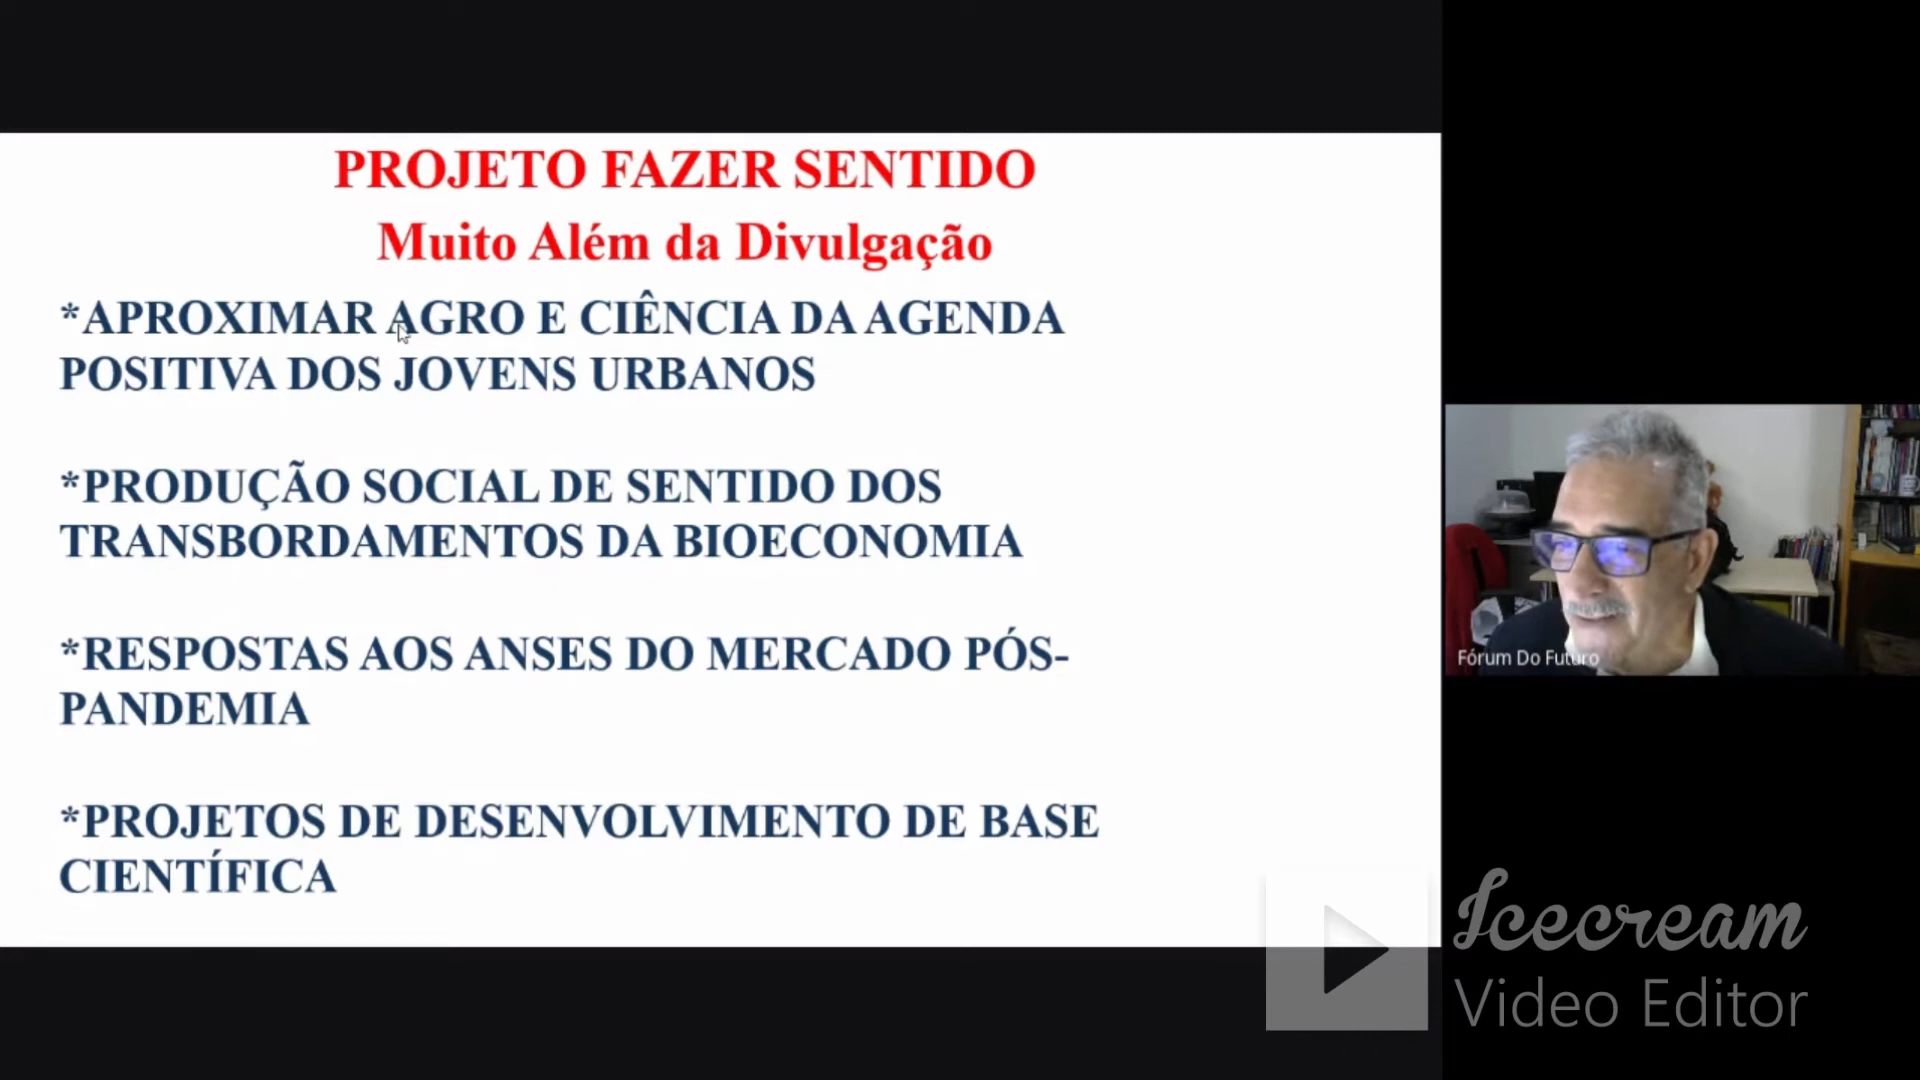 PROJETO FAZER SENTIDO
Muito Além da Divulgação
*APROXIMAR AGRO E CIÊNCIA DA AGENDA
POSITIVA DOS JOVENS URBANOS
*PRODUÇÃO SOCIAL DE SENTIDO DOS
TRANSBORDAMENTOS DA BIOECONOMIA
*RESPOSTAS AOS ANSES DO MERCADO PÓS-
PANDEMIA
*PROJETOS DE DESENVOLVIMENTO DE BASE
CIENTÍFICA
Fórum Do Futuro
Icecream
Video Editor